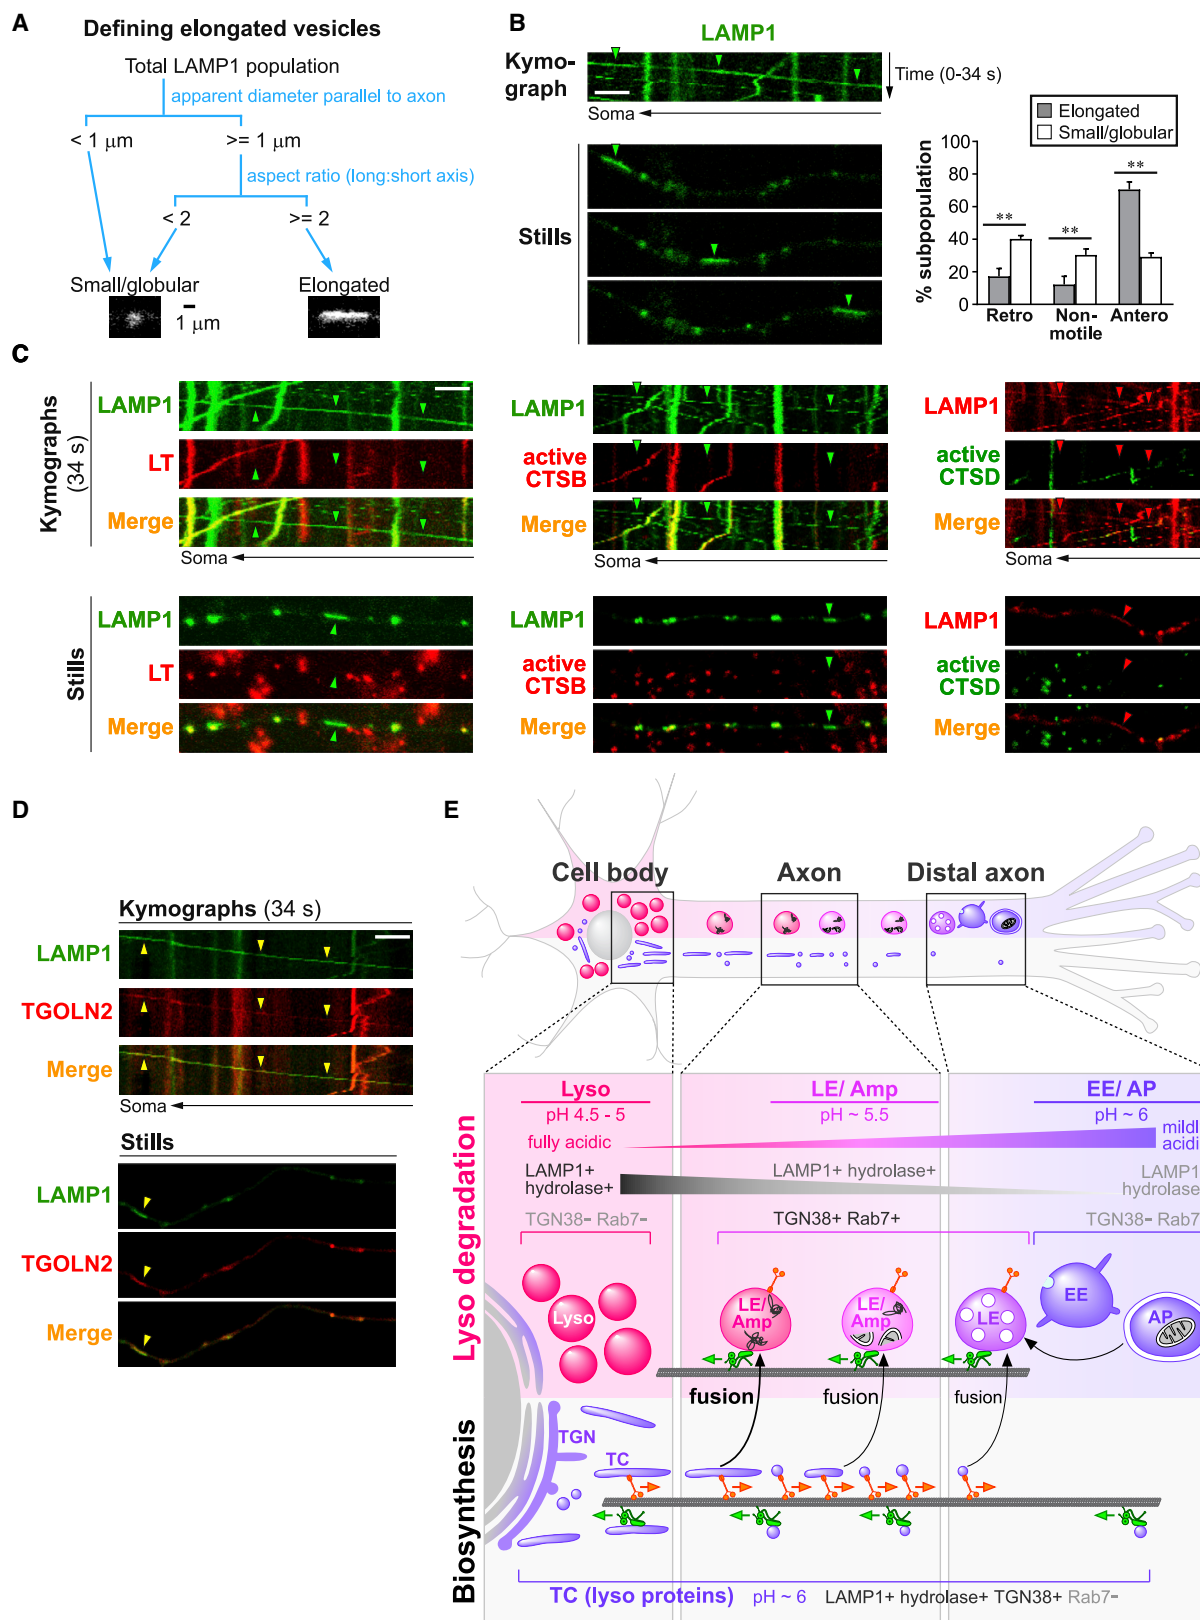 A
Defining elongated vesicles
Total LAMP1 population
apparent diameter parallel to axon
< 1 μm
>= 1 μm
aspect ratio (long:short axis)
< 2
>= 2
Small/globular
Elongated
1 μm
B
LAMP1
Kymo-
graph
Time (0-34 s)
Soma
Stills
Elongated
Small/globular
% subpopulation
100
80
60
40
20
0
**
**
**
Retro
Non-
motile
Antero
C
Kymographs
(34 s)
LAMP1
LT
Merge
Soma
LAMP1
active
CTSB
Merge
Soma
LAMP1
active
CTSD
Merge
Soma
Stills
LAMP1
LT
Merge
LAMP1
active
CTSB
Merge
LAMP1
active
CTSD
Merge
D
Kymographs (34 s)
LAMP1
TGOLN2
Merge
Soma
Stills
LAMP1
TGOLN2
Merge
E
Cell body
Axon
Distal axon
Lyso degradation
Lyso
pH 4.5 - 5
LE/ Amp
pH ~ 5.5
EE/ AP
pH ~ 6
fully acidic
mildl
acidi
LAMP1+
hydrolase+
LAMP1+ hydrolase+
LAMP1
hydrolase
TGN38- Rab7-
TGN38+ Rab7+
TGN38- Rab7
Lyso
LE/
Amp
LE/
Amp
LE
EE
AP
fusion
fusion
fusion
Biosynthesis
TGN
TC
TC (lyso proteins) pH ~ 6 LAMP1+ hydrolase+ TGN38+ Rab7-